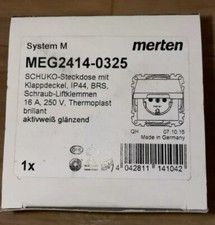 System M
merten
MEG2414-0325
SCHUKO-Steckdose mit
Klappdeckel, IP44, BRS,
Schraub-Liftklemmen
16 A, 250 V, Thermoplast
brillant
aktivweiß glänzend
QH 07.10.15
Made in Germany
1x
4 042811 141042